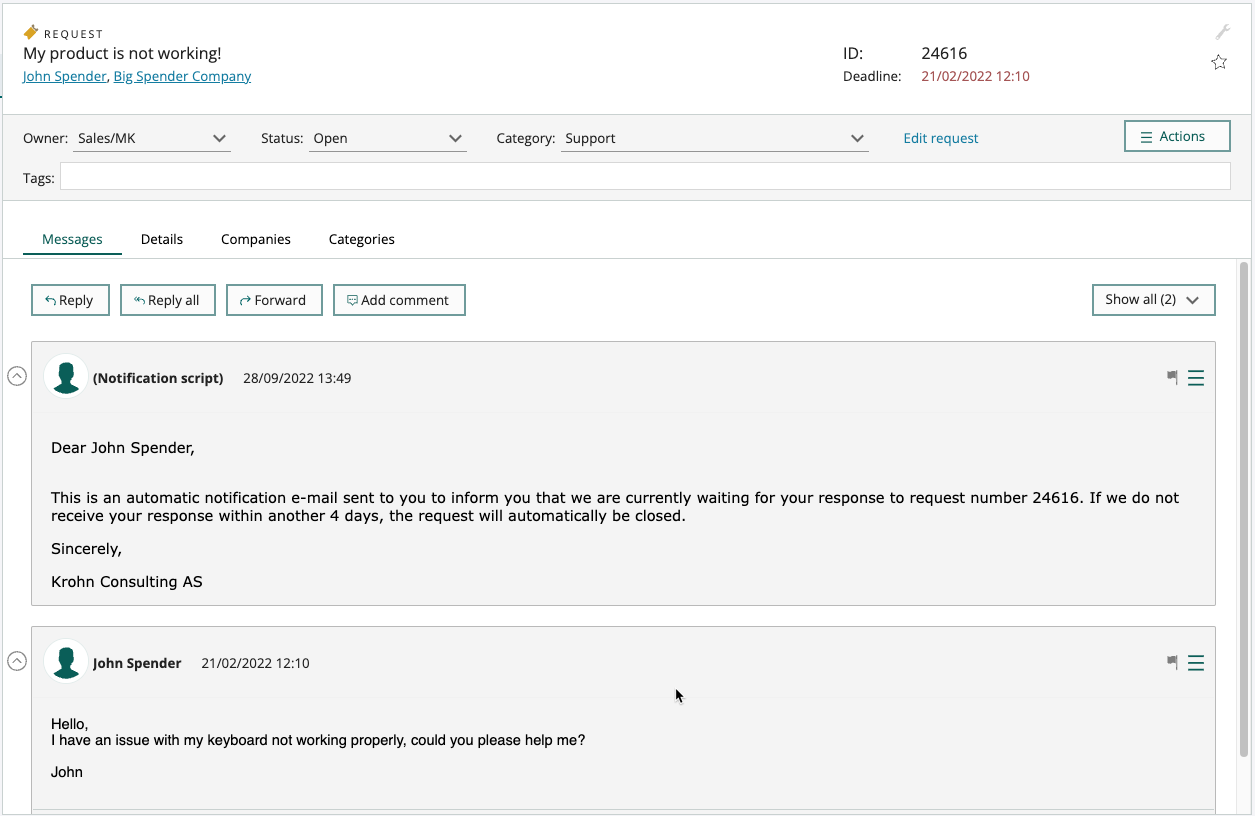 REQUEST
My product is not working!
John Spender, Big Spender Company
ID: 24616
Deadline: 21/02/2022 12:10
Owner: Sales/MK Status: Open Category: Support Edit request Actions
Tags:
Messages Details Companies Categories
Reply Reply all Forward Add comment Show all (2)
(Notification script) 28/09/2022 13:49
Dear John Spender,
This is an automatic notification e-mail sent to you to inform you that we are currently waiting for your response to request number 24616. If we do not
receive your response within another 4 days, the request will automatically be closed.
Sincerely,
Krohn Consulting AS
John Spender 21/02/2022 12:10
Hello,
I have an issue with my keyboard not working properly, could you please help me?
John